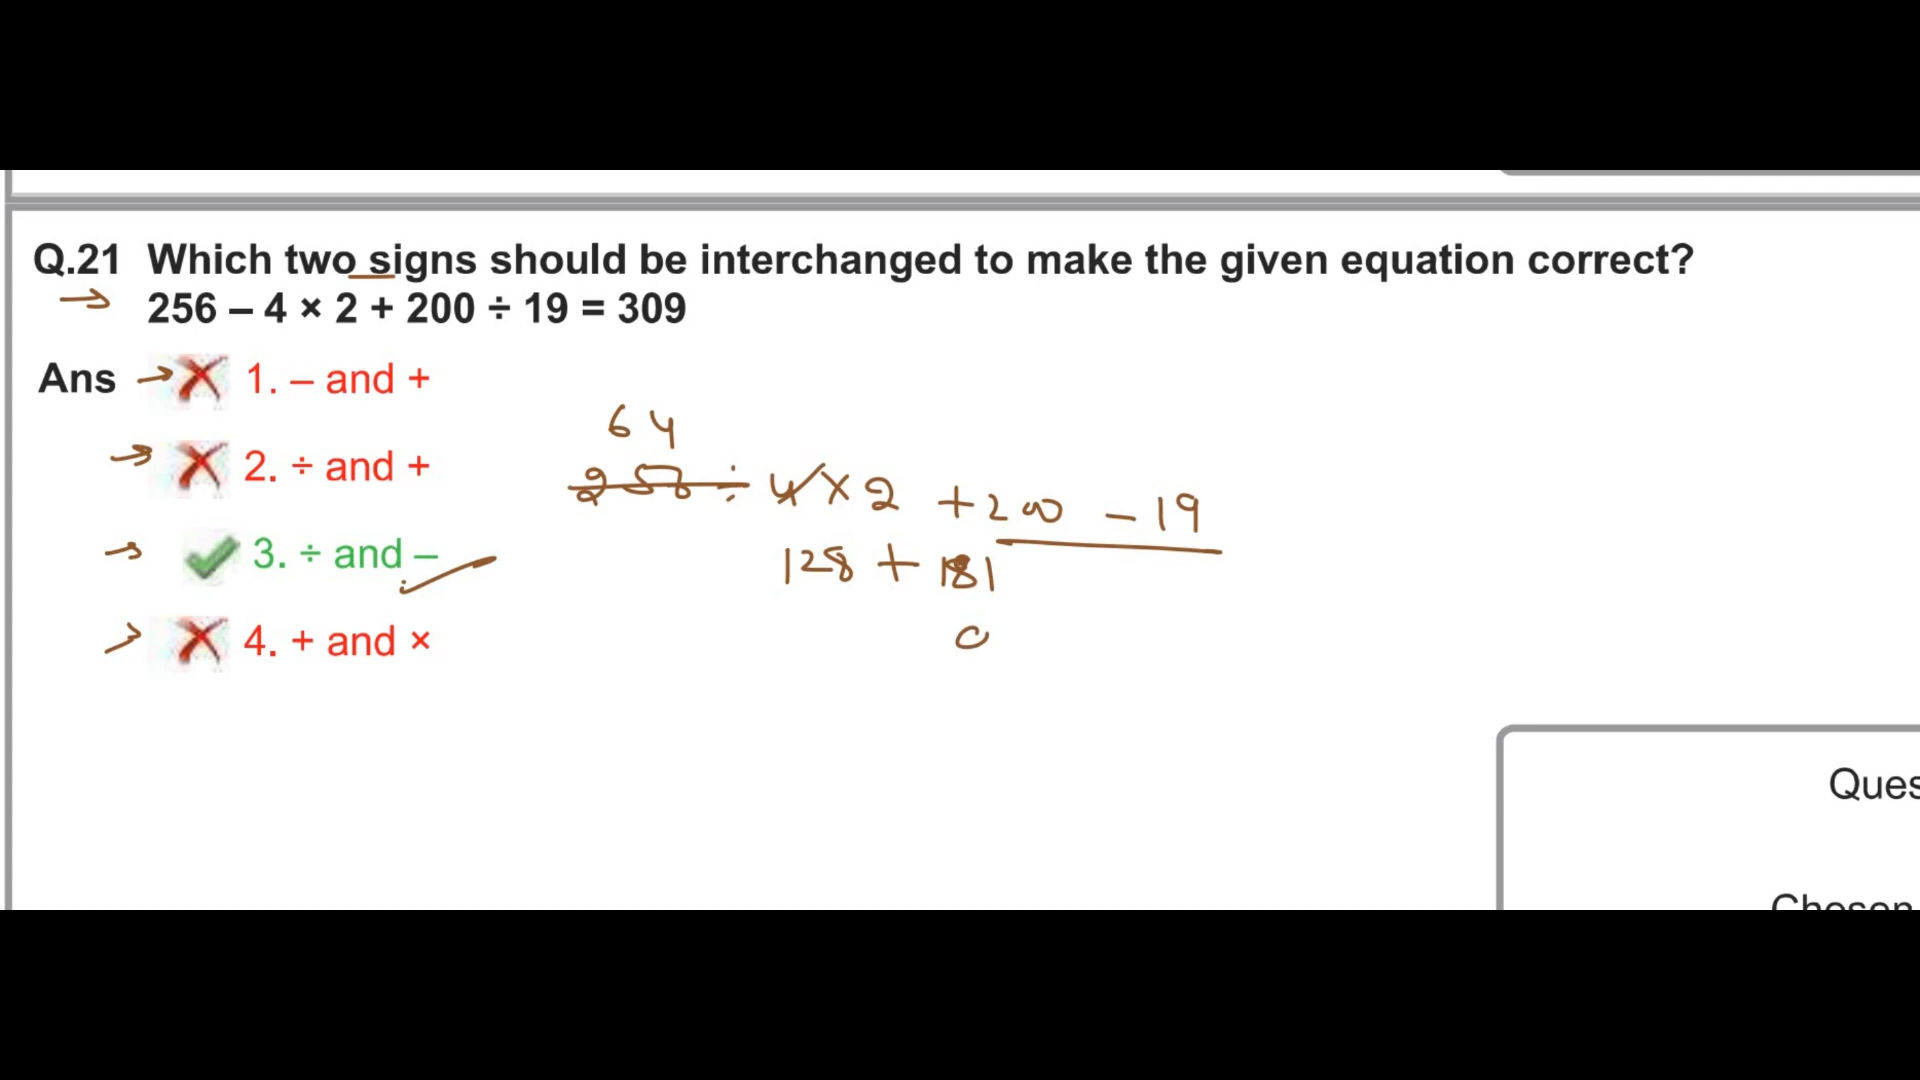 Q.21 Which two signs should be interchanged to make the given equation correct?
256 – 4 × 2 + 200 ÷ 19 = 309
Ans 1. – and +
2. ÷ and +
3. ÷ and –
4. + and ×
64
256 ÷ 4 × 2 + 200 – 19
128 + 181
Ques
Chosen